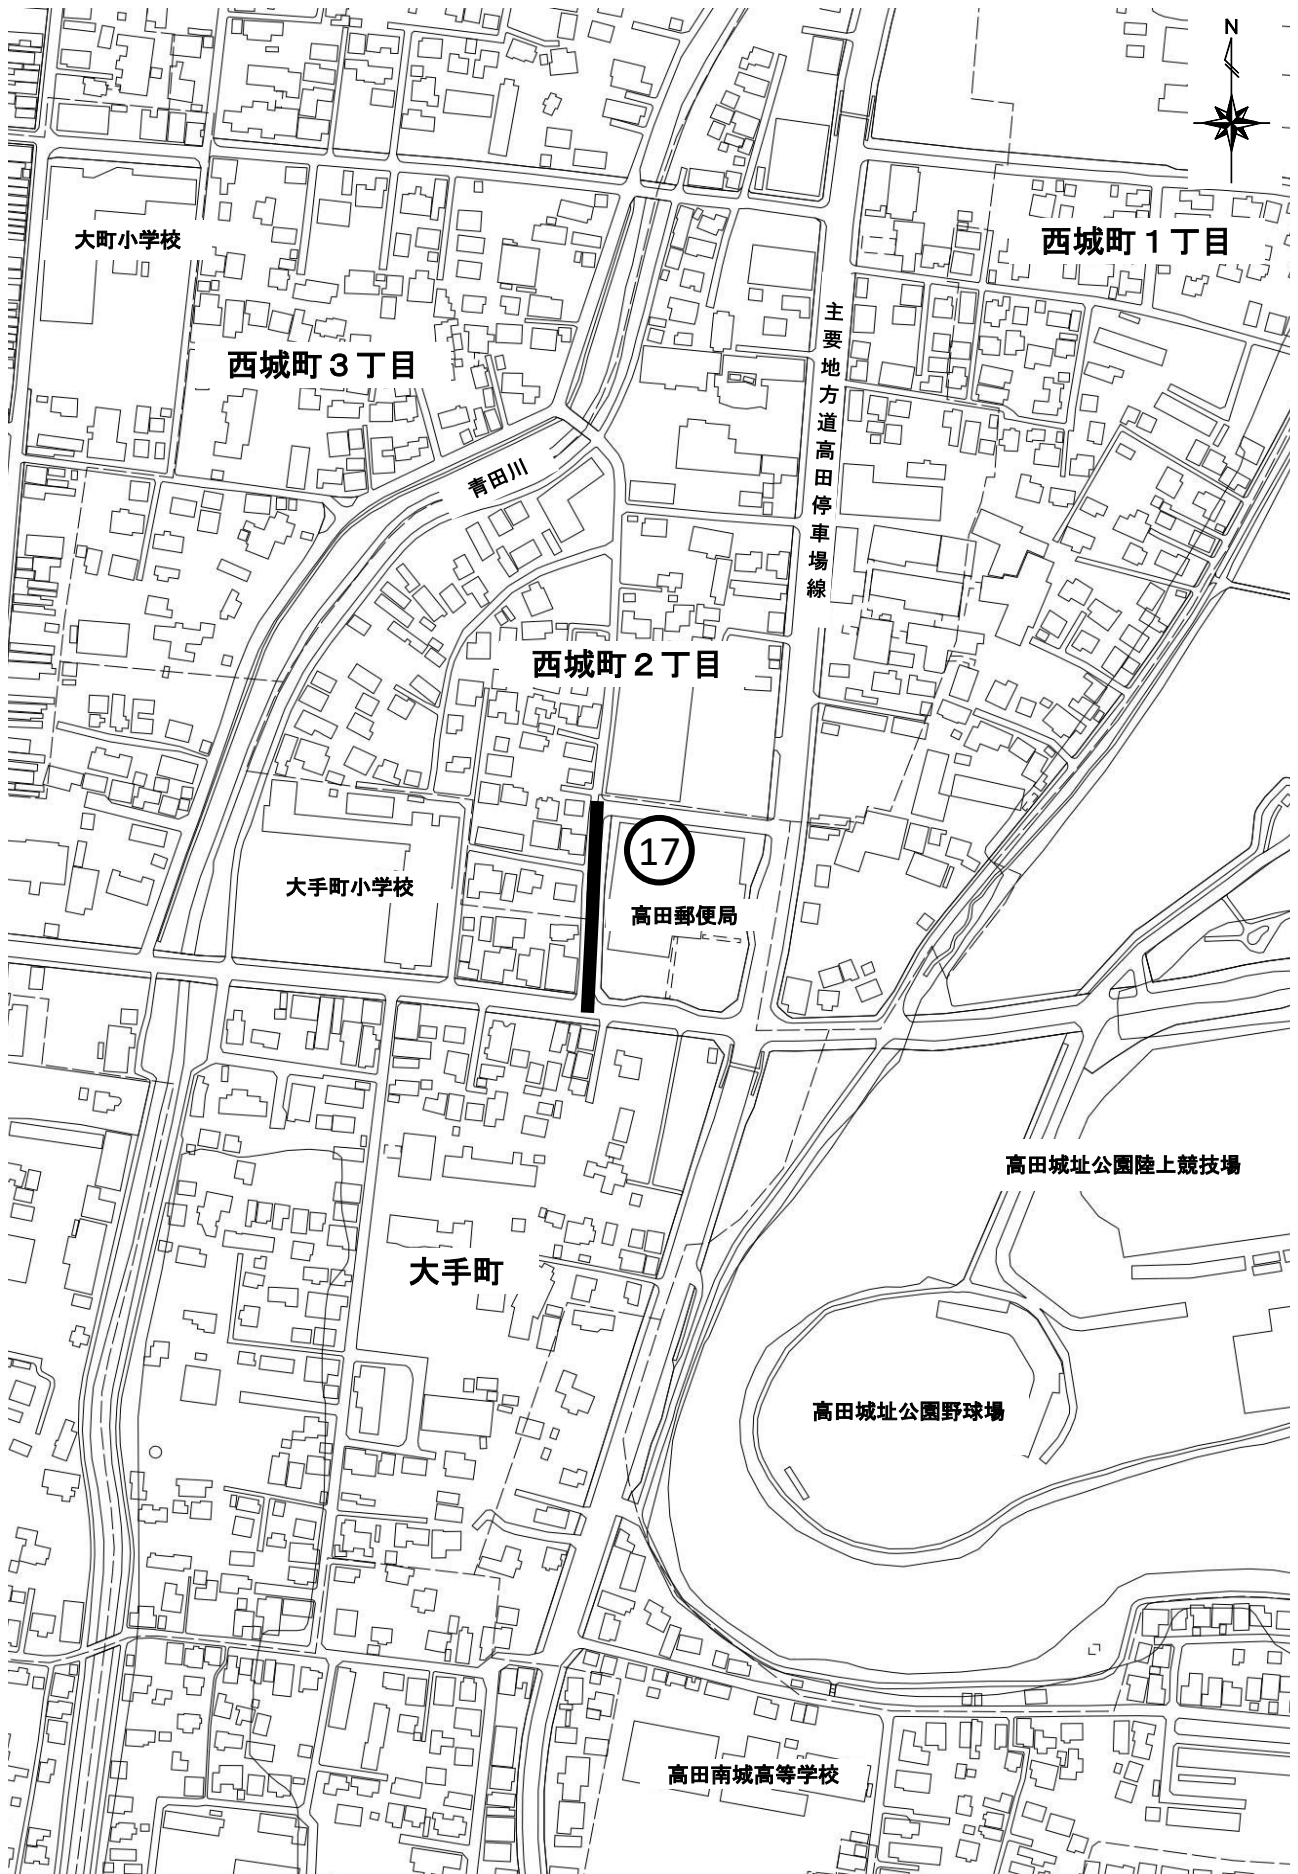 N
大町小学校
西城町１丁目
主要地方道高田停車場線
西城町３丁目
青田川
西城町２丁目
17
大手町小学校
高田郵便局
高田城址公園陸上競技場
大手町
高田城址公園野球場
高田南城高等学校